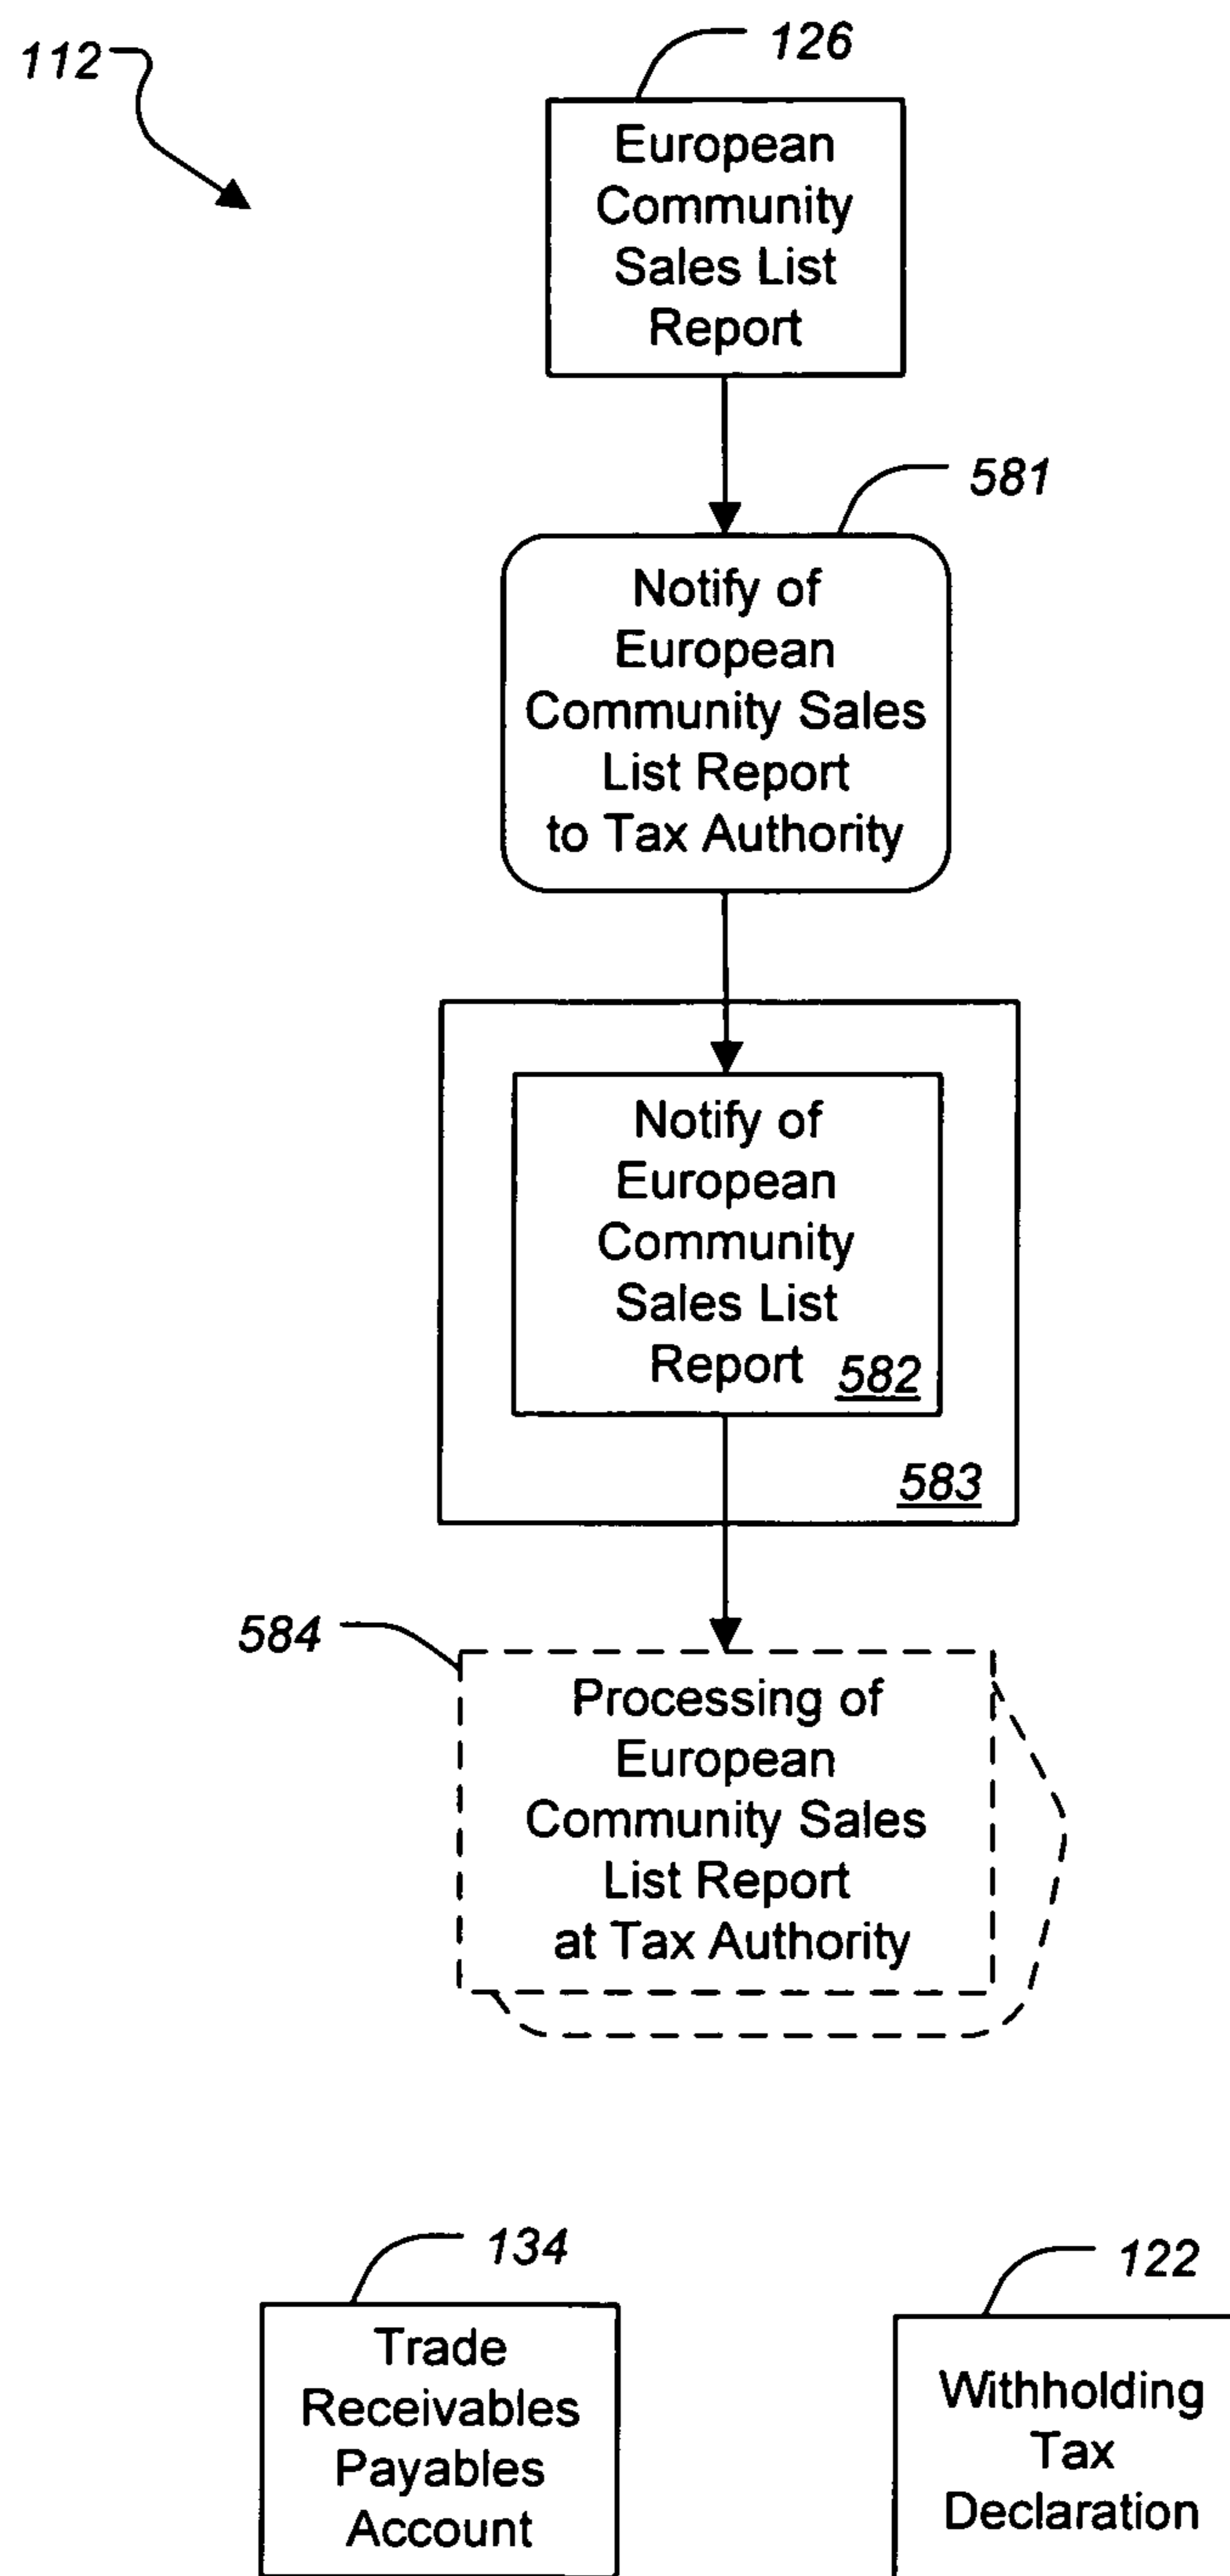 112
126
European
Community
Sales List
Report
581
Notify of
European
Community Sales
List Report
to Tax Authority
Notify of
European
Community
Sales List
Report 582
583
584
Processing of
European
Community Sales
List Report
at Tax Authority
134
Trade
Receivables
Payables
Account
122
Withholding
Tax
Declaration